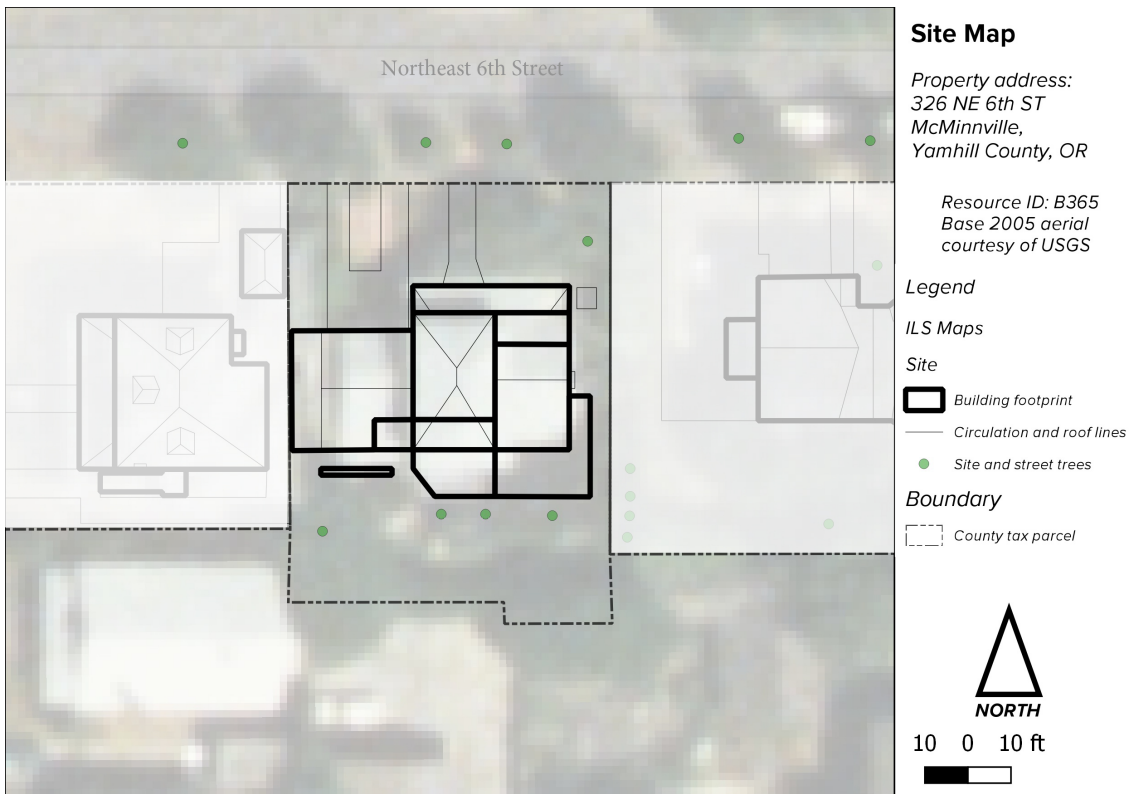 Northeast 6th Street
Site Map
Property address:
326 NE 6th ST
McMinnville,
Yamhill County, OR
Resource ID: B365
Base 2005 aerial
courtesy of USGS
Legend
ILS Maps
Site
Building footprint
Circulation and roof lines
Site and street trees
Boundary
County tax parcel
NORTH
10 0 10 ft